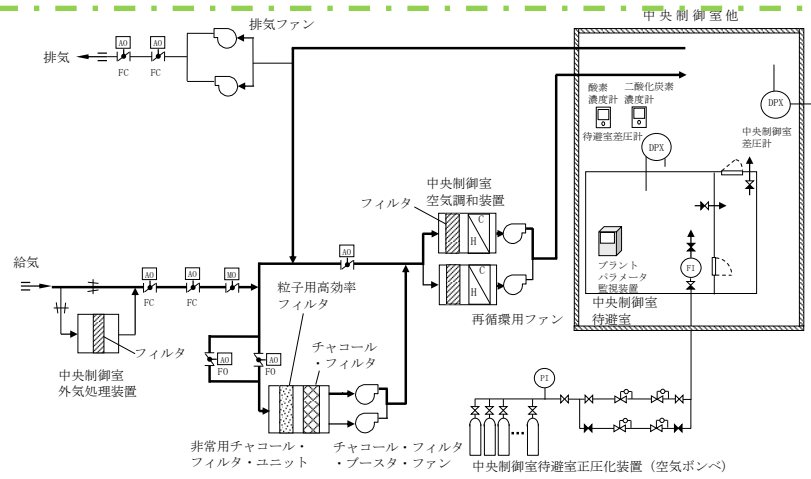 中央制御室他
排気ファン
AO
AO
排気
FC
FC
酸素
濃度計
二酸化炭素
濃度計
DPX
待避室差圧計
中央制御室
差圧計
DPX
中央制御室
空気調和装置
フィルタ
C
H
C
H
再循環用ファン
AO
給気
AO
AO
MO
FC
FC
フィルタ
中央制御室
外気処理装置
粒子用高効率
フィルタ
チャコール
・フィルタ
AO
FO
AO
FO
プラント
パラメータ
監視装置
FI
中央制御室
待避室
PI
非常用チャコール・
フィルタ・ユニット
チャコール・フィルタ
・ブースタ・ファン
中央制御室待避室正圧化装置（空気ボンベ）